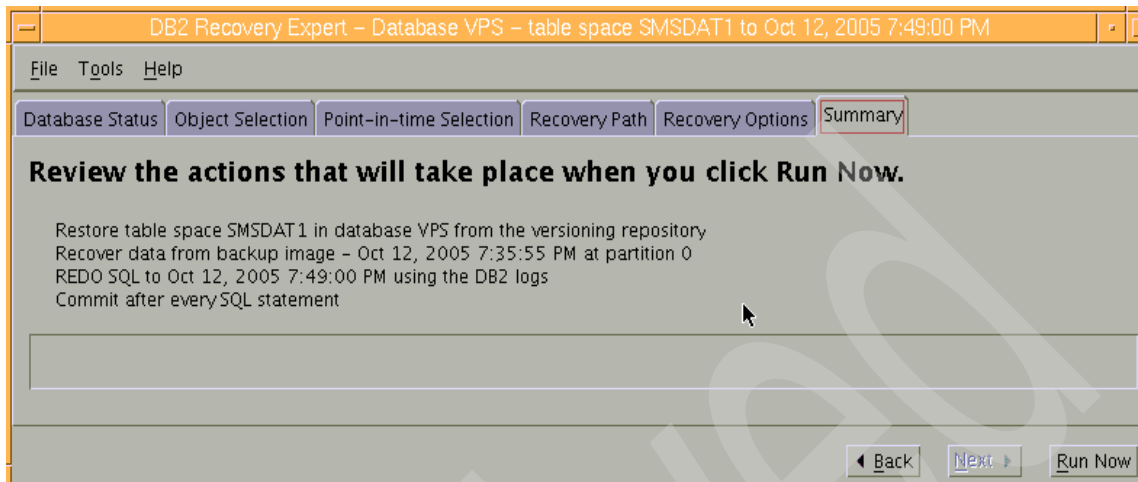 DB2 Recovery Expert – Database VPS – table space SMSDAT1 to Oct 12, 2005 7:49:00 PM
File Tools Help
Database Status Object Selection Point-in-time Selection Recovery Path Recovery Options Summary
Review the actions that will take place when you click Run Now.
Restore table space SMSDAT1 in database VPS from the versioning repository
Recover data from backup image – Oct 12, 2005 7:35:55 PM at partition 0
REDO SQL to Oct 12, 2005 7:49:00 PM using the DB2 logs
Commit after every SQL statement
Back Next Run Now